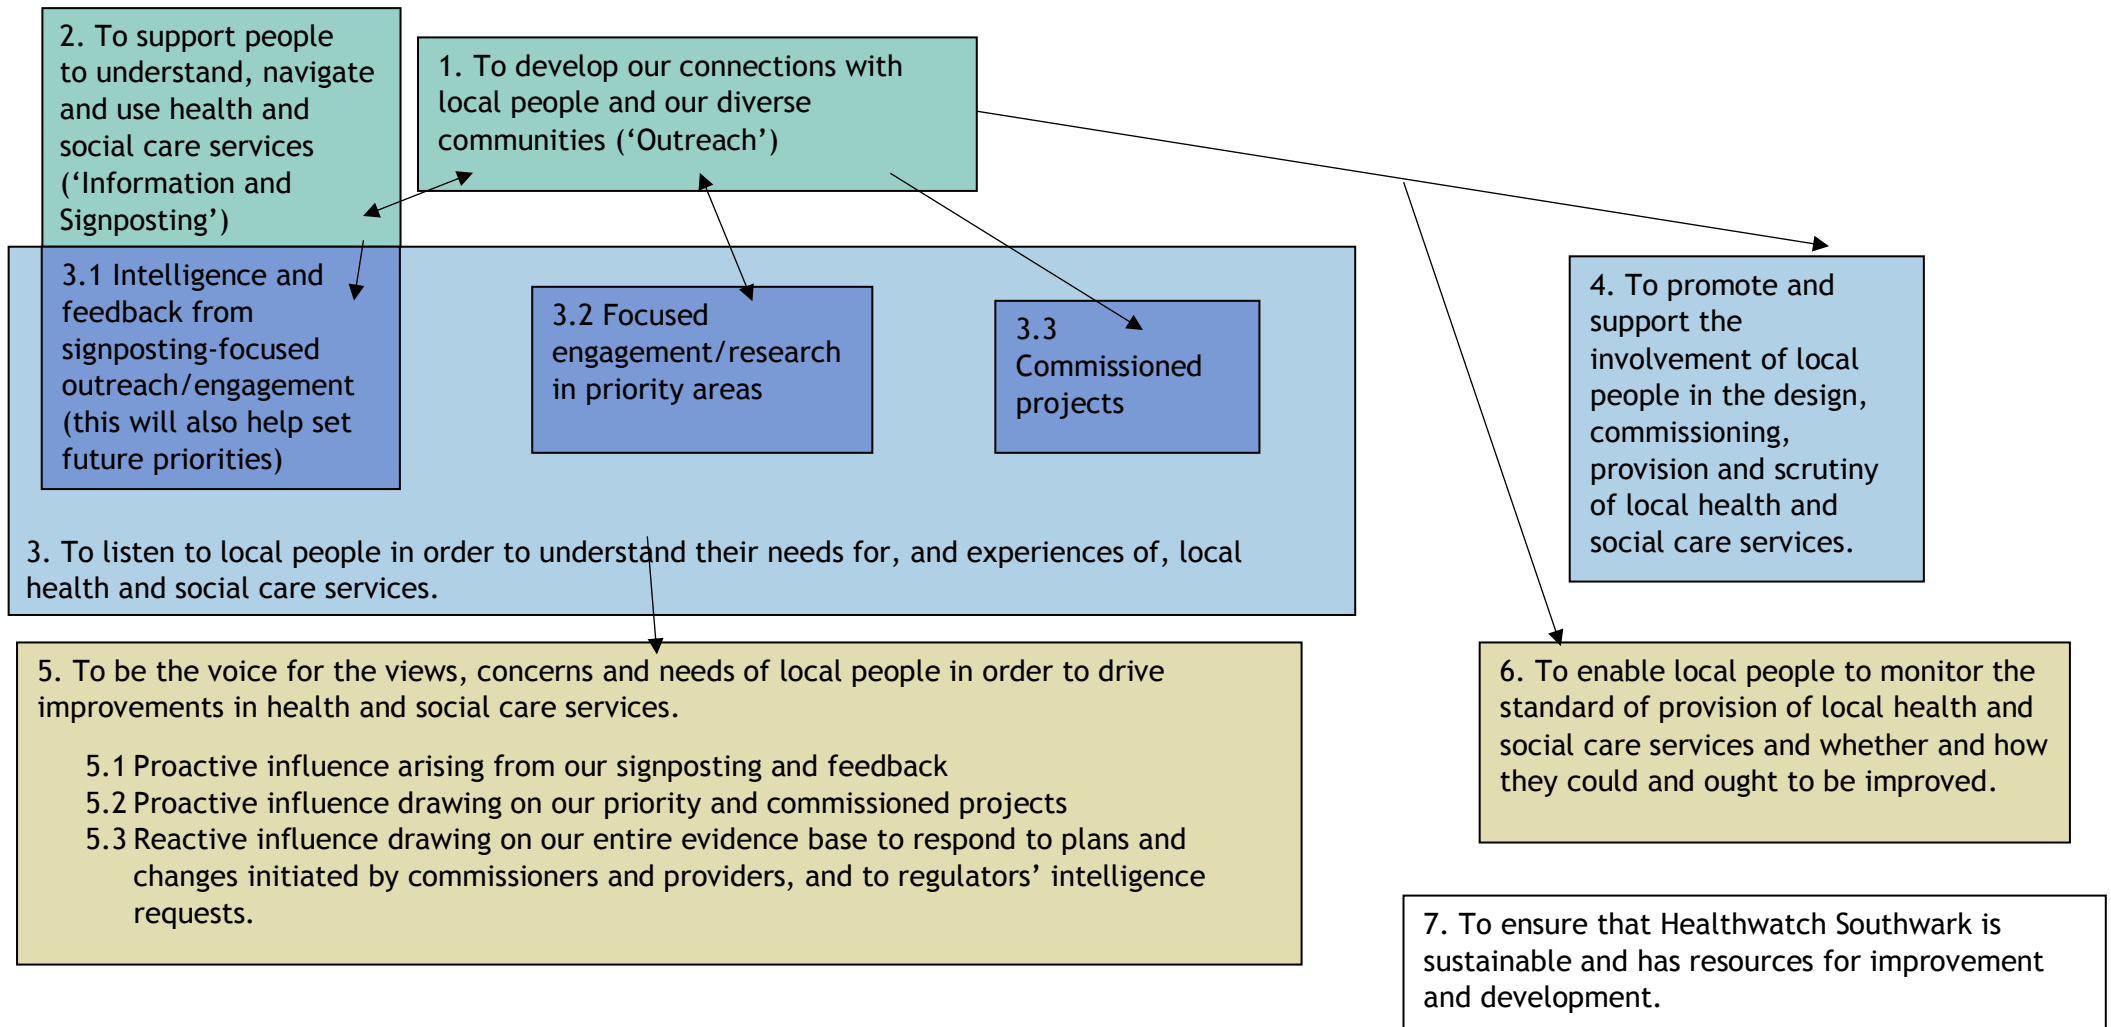 2. To support people
to understand, navigate
and use health and
social care services
(‘Information and
Signposting’)
1. To develop our connections with
local people and our diverse
communities (‘Outreach’)
3.1 Intelligence and
feedback from
signposting-focused
outreach/engagement
(this will also help set
future priorities)
3.2 Focused
engagement/research
in priority areas
3.3
Commissioned
projects
3. To listen to local people in order to understand their needs for, and experiences of, local
health and social care services.
4. To promote and
support the
involvement of local
people in the design,
commissioning,
provision and scrutiny
of local health and
social care services.
5. To be the voice for the views, concerns and needs of local people in order to drive
improvements in health and social care services.
5.1 Proactive influence arising from our signposting and feedback
5.2 Proactive influence drawing on our priority and commissioned projects
5.3 Reactive influence drawing on our entire evidence base to respond to plans and
changes initiated by commissioners and providers, and to regulators’ intelligence
requests.
6. To enable local people to monitor the
standard of provision of local health and
social care services and whether and how
they could and ought to be improved.
7. To ensure that Healthwatch Southwark is
sustainable and has resources for improvement
and development.